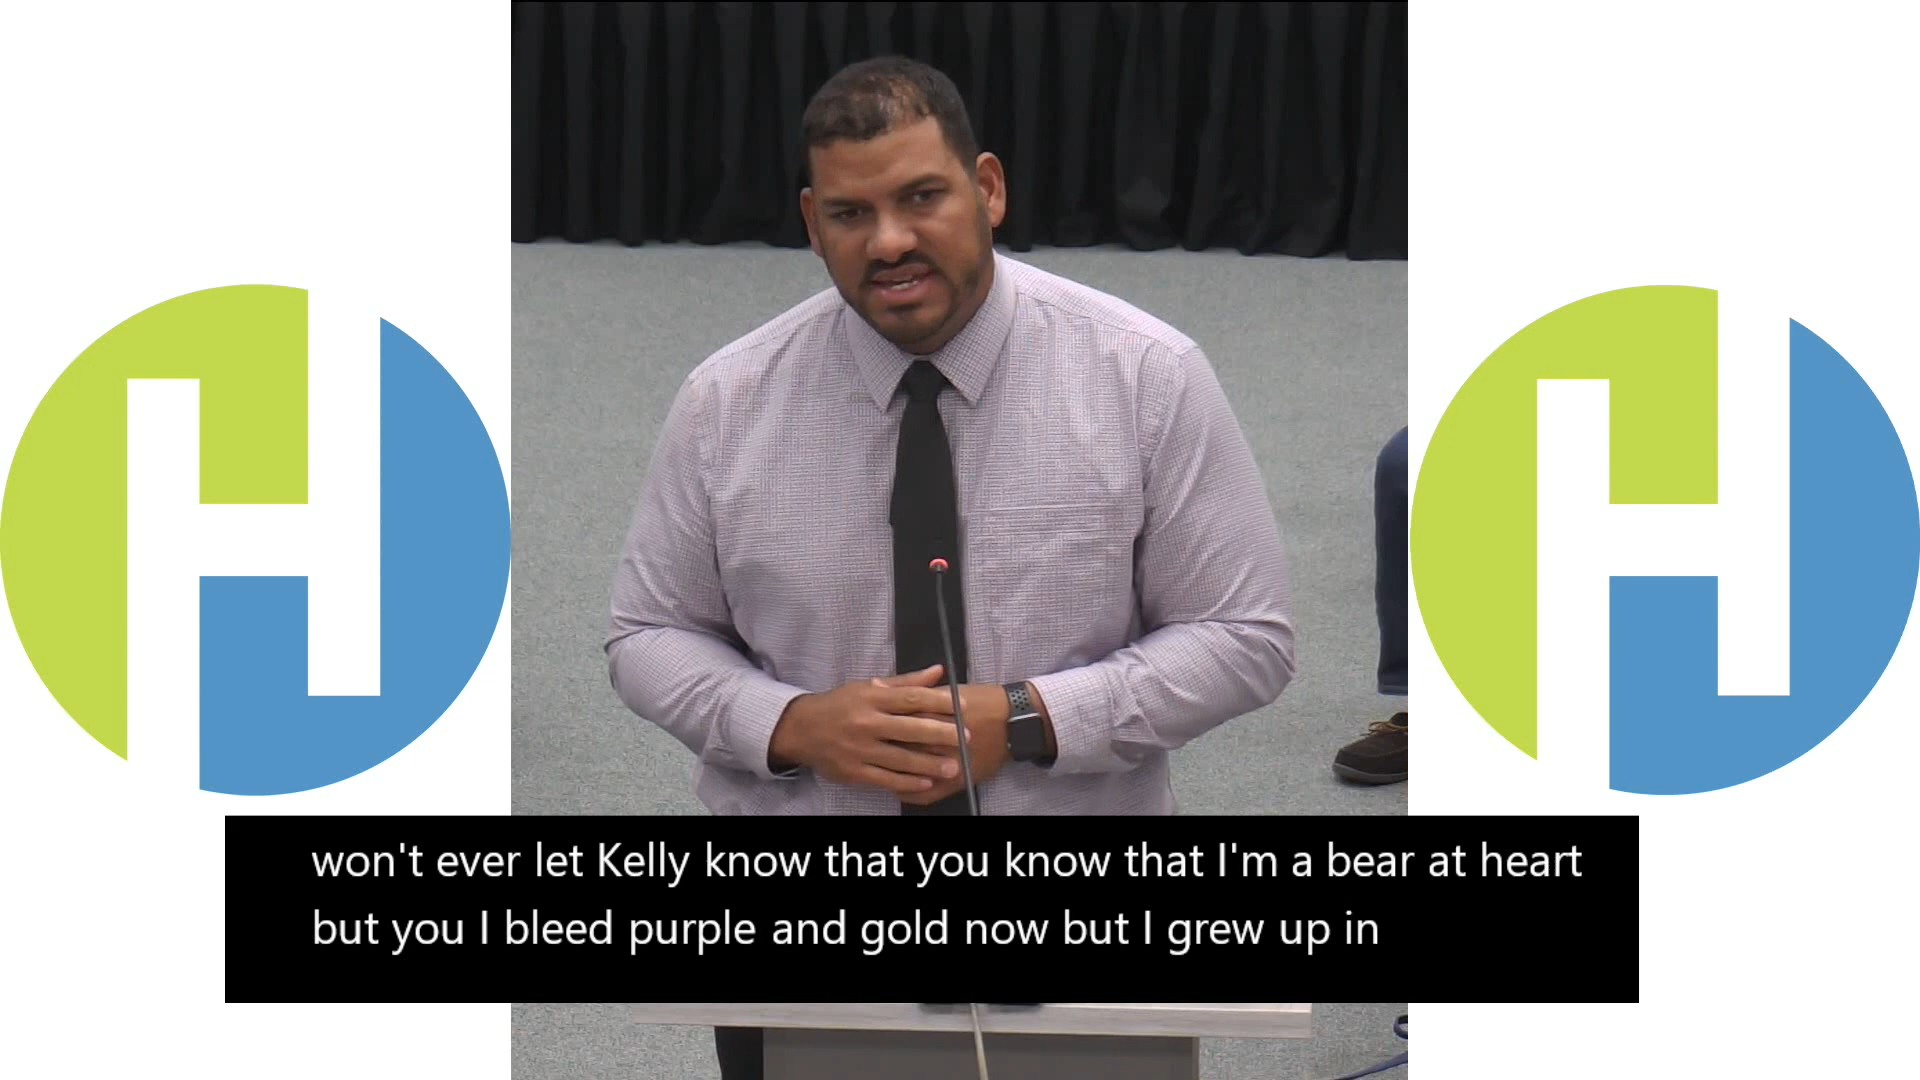 H H
won't ever let Kelly know that you know that I'm a bear at heart
but you I bleed purple and gold now but I grew up in